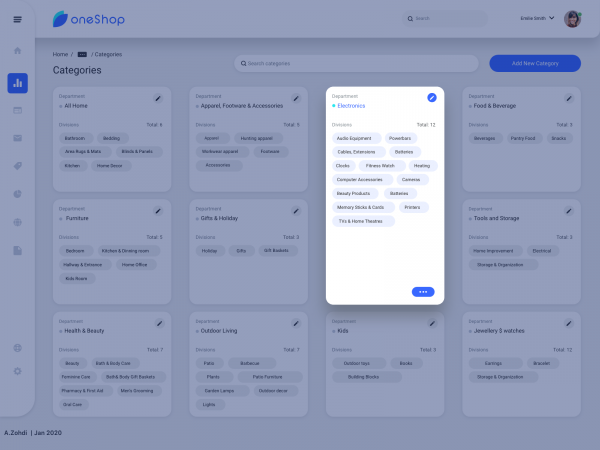 oneShop
Search
Emilie Smith
Home / ••• / Categories
Search categories
Add New Category
Categories
Department
All Home
Divisions Total: 6
Bathroom Bedding
Area Rugs & Mats Blinds & Panels
Kitchen Home Decor
Department
Apparel, Footware & Accessories
Divisions Total: 5
Apparel Hunting apparel
Workwear apparel Footware
Accessories
Department
Electronics
Divisions Total: 12
Audio Equipment Powerbars
Cables, Extensions Batteries
Clocks Fitness Watch Heating
Computer Accessories Cameras
Beauty Products Batteries
Memory Sticks & Cards Printers
TVs & Home Theatres
Department
Food & Beverage
Divisions Total: 3
Beverages Pantry Food Snacks
Department
Furniture
Divisions Total: 5
Bedroom Kitchen & Dinning room
Hallway & Entrance Home Office
Kids Room
Department
Gifts & Holiday
Divisions Total: 3
Holiday Gifts Gift Baskets
Department
Tools and Storage
Divisions Total: 3
Home Improvement Electrical
Storage & Organization
Department
Health & Beauty
Divisions Total: 7
Beauty Bath & Body Care
Feminine Care Bath& Body Gift Baskets
Pharmacy & First Aid Men's Grooming
Oral Care
Department
Outdoor Living
Divisions Total: 7
Patio Barbecue
Plants Patio Furniture
Garden Lamps Outdoor decor
Lights
Department
Kids
Divisions Total: 3
Outdoor toys Books
Building Blocks
Department
Jewellery $ watches
Divisions Total: 12
Earrings Bracelet
Storage & Organization
A.Zohdi | Jan 2020